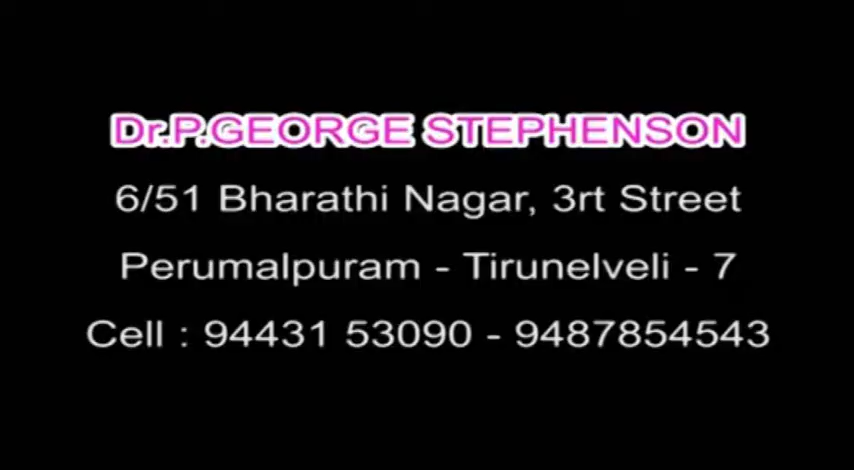 Dr.P.GEORGE STEPHENSON
6/51 Bharathi Nagar, 3rt Street
Perumalpuram - Tirunelveli - 7
Cell : 94431 53090 - 9487854543